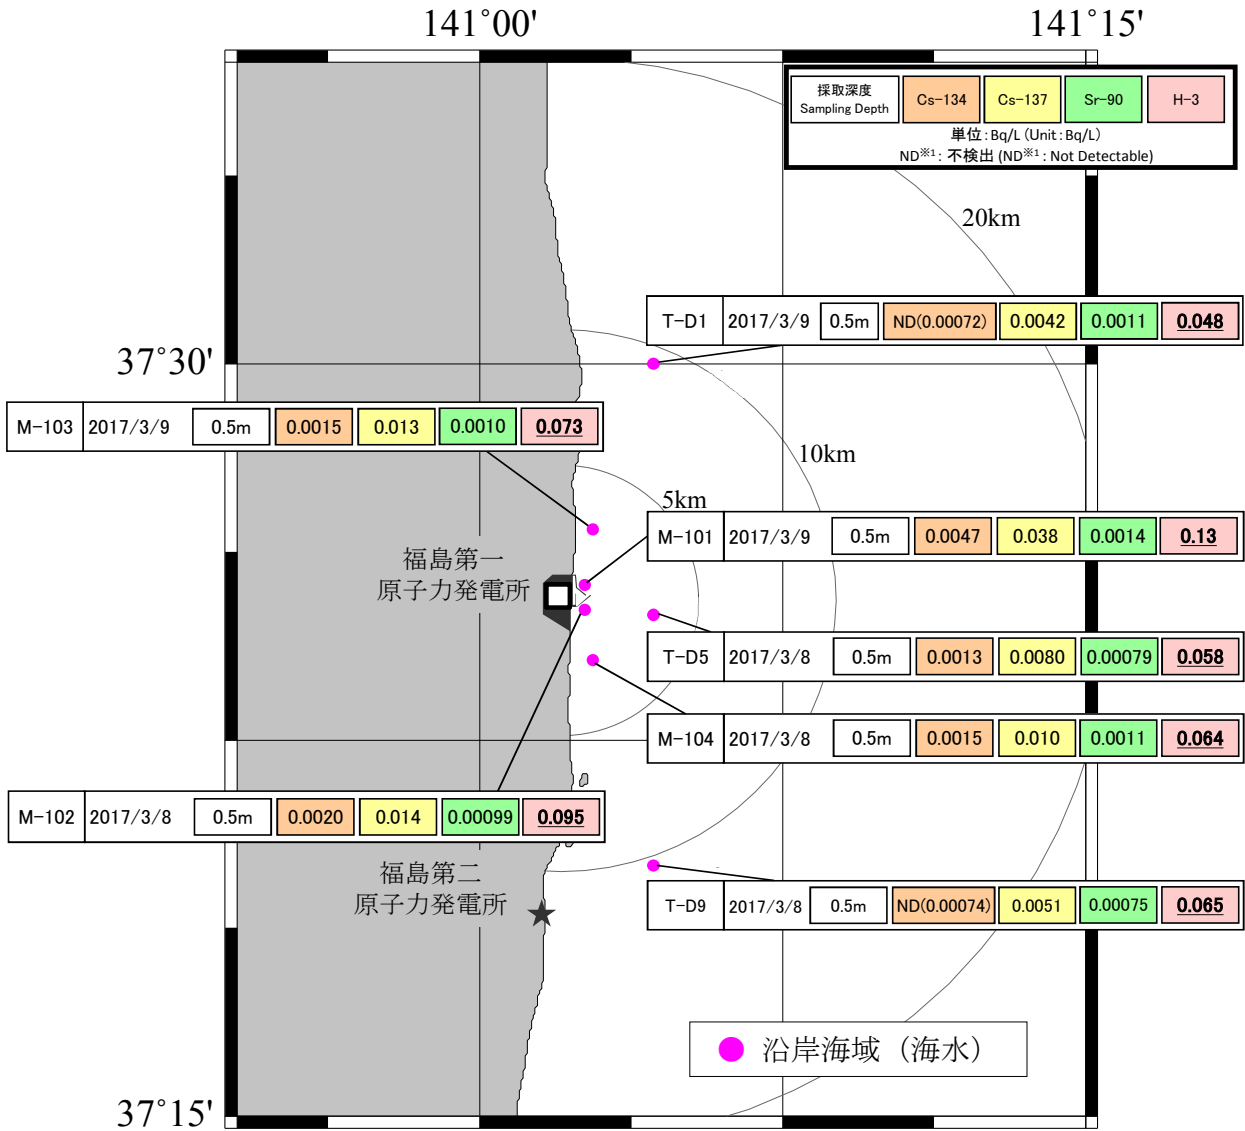 141°00'
141°15'
採取深度
Sampling Depth
Cs-134
Cs-137
Sr-90
H-3
単位：Bq/L (Unit：Bq/L)
ND※1：不検出 (ND※1：Not Detectable)
20km
T-D1 2017/3/9 0.5m ND(0.00072) 0.0042 0.0011 0.048
37°30'
M-103 2017/3/9 0.5m 0.0015 0.013 0.0010 0.073
10km
5km
M-101 2017/3/9 0.5m 0.0047 0.038 0.0014 0.13
福島第一
原子力発電所
T-D5 2017/3/8 0.5m 0.0013 0.0080 0.00079 0.058
M-104 2017/3/8 0.5m 0.0015 0.010 0.0011 0.064
M-102 2017/3/8 0.5m 0.0020 0.014 0.00099 0.095
福島第二
原子力発電所
T-D9 2017/3/8 0.5m ND(0.00074) 0.0051 0.00075 0.065
沿岸海域（海水）
37°15'